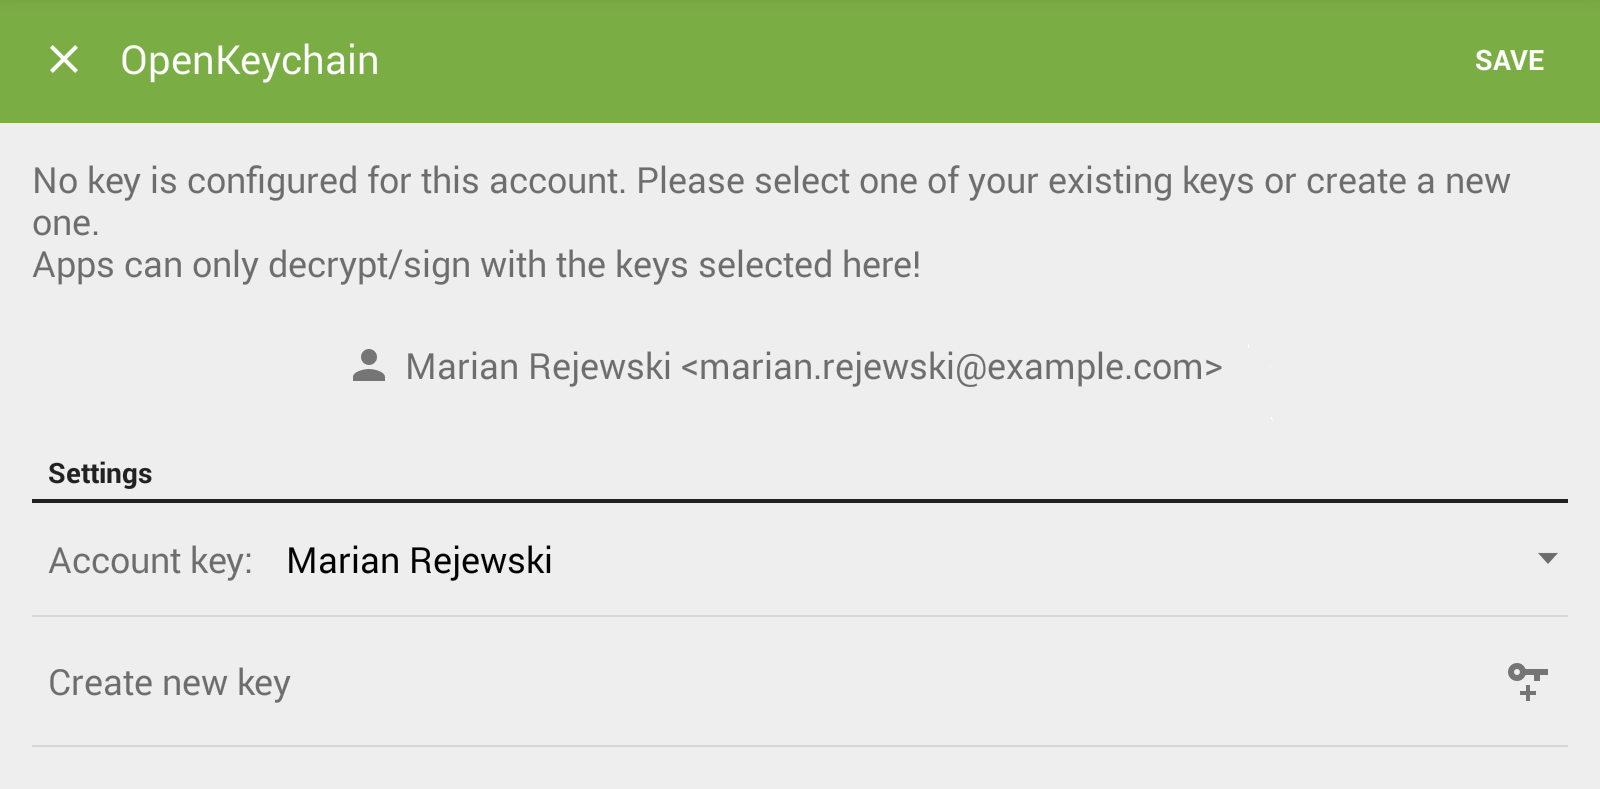 OpenKeychain
SAVE
No key is configured for this account. Please select one of your existing keys or create a new
one.
Apps can only decrypt/sign with the keys selected here!
Marian Rejewski <marian.rejewski@example.com>
Settings
Account key: Marian Rejewski
Create new key